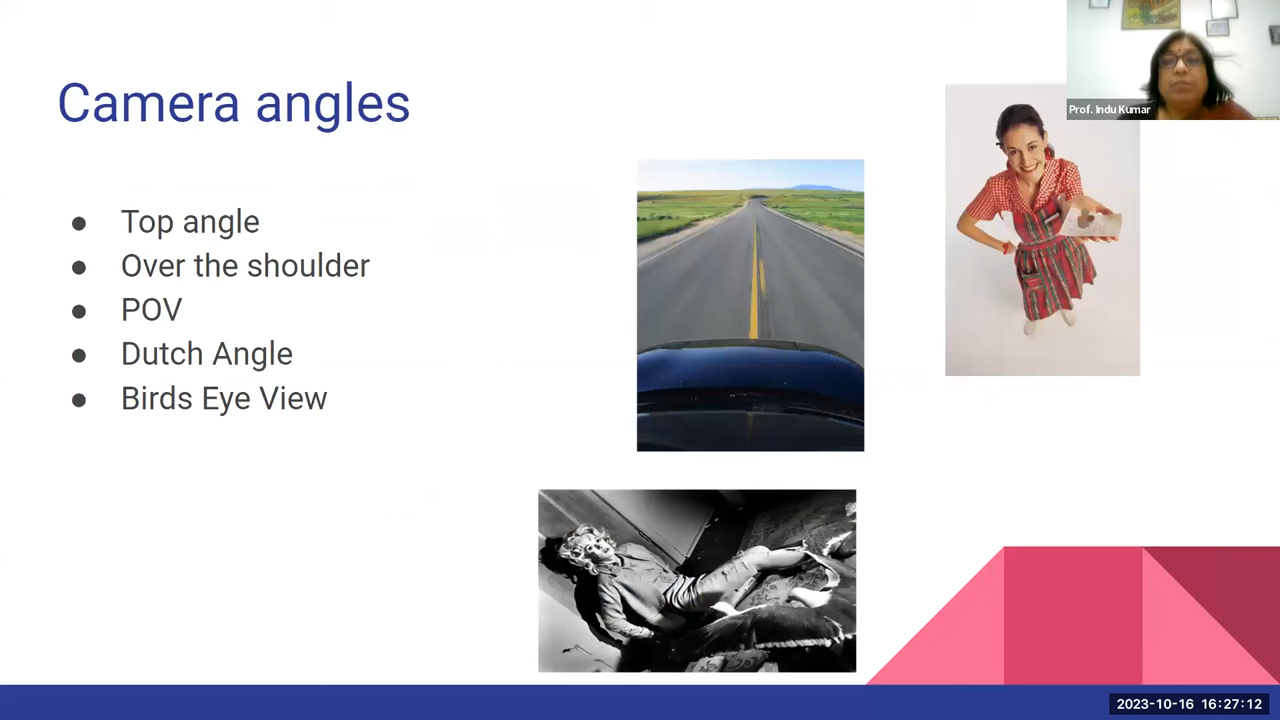 Camera angles
● Top angle
● Over the shoulder
● POV
● Dutch Angle
● Birds Eye View
Prof. Indu Kumar
2023-10-16 16:27:12